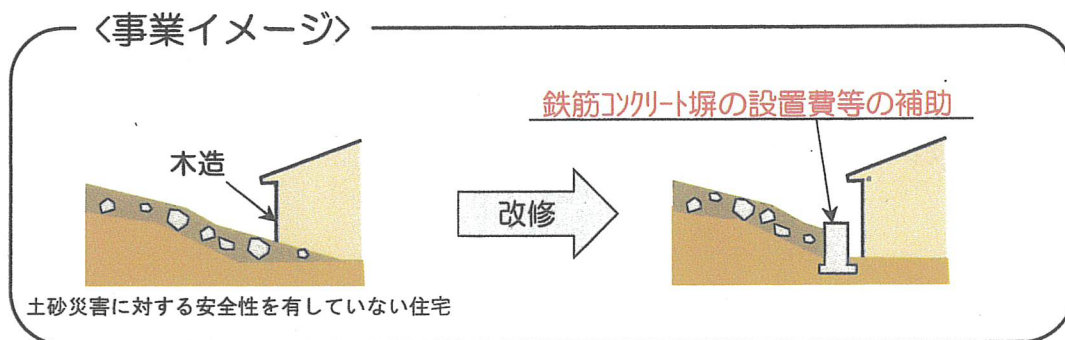 〈事業イメージ〉
鉄筋コンクリート塀の設置費等の補助
木造
改修
土砂災害に対する安全性を有していない住宅